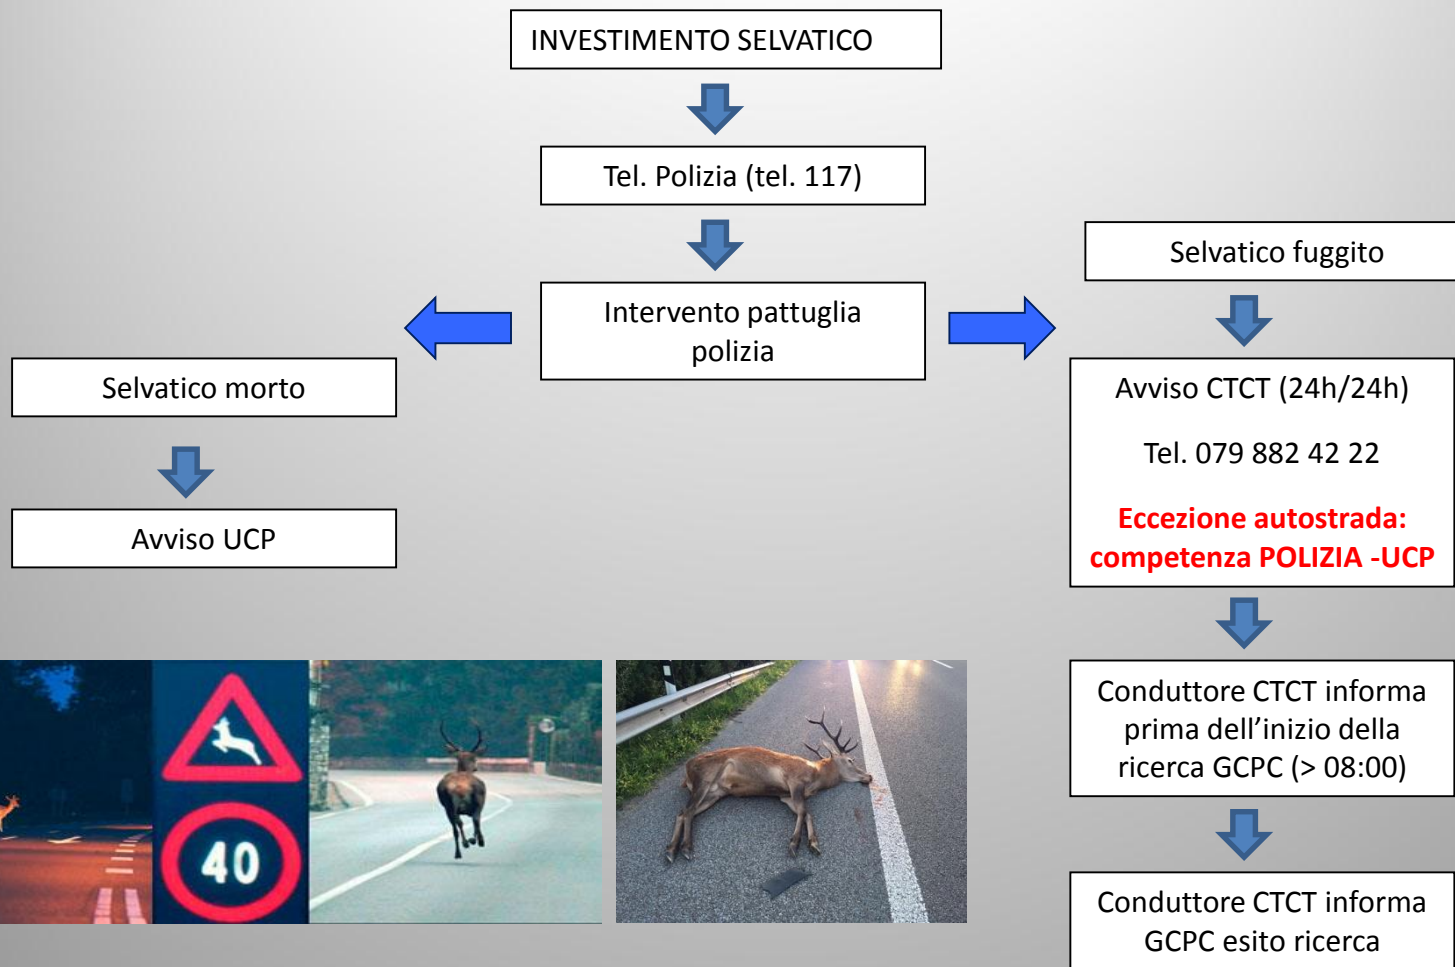 INVESTIMENTO SELVATICO
Tel. Polizia (tel. 117)
Intervento pattuglia
polizia
Selvatico morto
Avviso UCP
Selvatico fuggito
Avviso CTCT (24h/24h)
Tel. 079 882 42 22
Eccezione autostrada:
competenza POLIZIA -UCP
Conduttore CTCT informa
prima dell’inizio della
ricerca GCPC (> 08:00)
Conduttore CTCT informa
GCPC esito ricerca
40